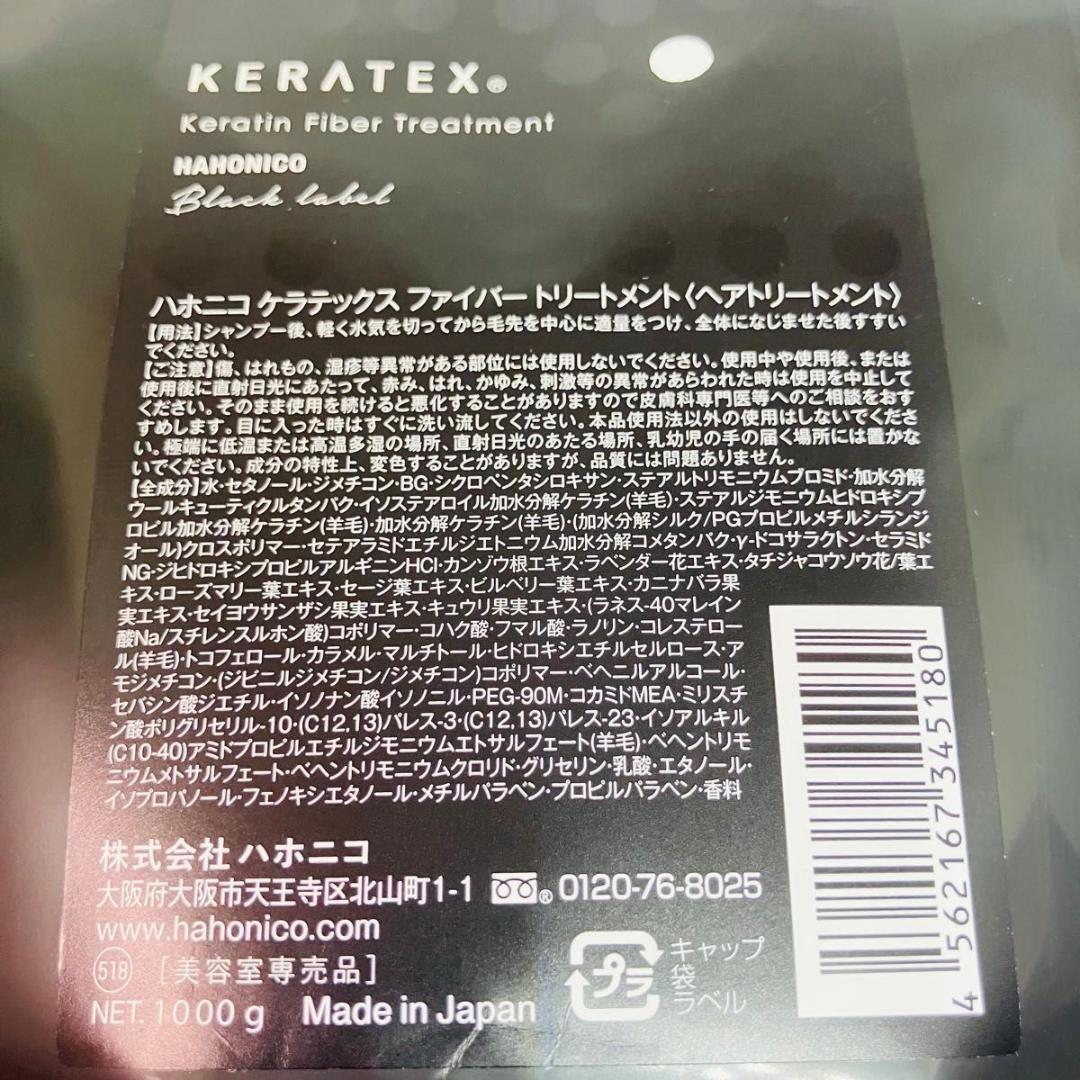 KERATEX®
Keratin Fiber Treatment
HAHONICO
Black label
ハホニコ ケラテックス ファイバー トリートメント〈ヘアトリートメント〉
【用法】シャンプー後、軽く水気を切ってから毛先を中心に適量をつけ、全体になじませた後すすい
でください。
【ご注意】傷、はれもの、湿疹等異常がある部位には使用しないでください。使用中や使用後、または
使用後に直射日光にあたって、赤み、はれ、かゆみ、刺激等の異常があらわれた時は使用を中止して
ください。そのまま使用を続けると悪化することがありますので皮膚科専門医等へのご相談をおす
すめします。目に入った時はすぐに洗い流してください。本品使用法以外の使用はしないでくださ
い。極端に低温または高温多湿の場所、直射日光のあたる場所、乳幼児の手の届く場所には置かな
いでください。成分の特性上、変色することがありますが、品質には問題ありません。
【全成分】水・セタノール・ジメチコン・BG・シクロペンタシロキサン・ステアルトリモニウムブロミド・加水分解
ウールキューティクルタンパク・イソステアロイル加水分解ケラチン(羊毛)・ステアルジモニウムヒドロキシプ
ロピル加水分解ケラチン(羊毛)・加水分解ケラチン(羊毛)・(加水分解シルク/PGプロピルメチルシランジ
オール)クロスポリマー・セテアラミドエチルジエトニウム加水分解コメタンパク・γ-ドコサラクトン・セラミド
NG・ジヒドロキシプロピルアルギニンHCl・カンゾウ根エキス・ラベンダー花エキス・タチジャコウソウ花/葉エ
キス・ローズマリー葉エキス・セージ葉エキス・ビルベリー葉エキス・カニナバラ果
実エキス・セイヨウサンザシ果実エキス・キュウリ果実エキス・(ラネス-40マレイン
酸Na/スチレンスルホン酸)コポリマー・コハク酸・フマル酸・ラノリン・コレステロー
ル(羊毛)・トコフェロール・カラメル・マルチトール・ヒドロキシエチルセルロース・ア
モジメチコン・(ジビニルジメチコン/ジメチコン)コポリマー・ベヘニルアルコール・
セバシン酸ジエチル・イソノナン酸イソノニル・PEG-90M・コカミドMEA・ミリスチ
ン酸ポリグリセリル-10・(C12,13)パレス-3・(C12,13)パレス-23・イソアルキル
(C10-40)アミドプロピルエチルジモニウムエトサルフェート(羊毛)・ベヘントリモ
ニウムメトサルフェート・ベヘントリモニウムクロリド・グリセリン・乳酸・エタノール・
イソプロパノール・フェノキシエタノール・メチルパラベン・プロピルパラベン・香料
株式会社 ハホニコ
大阪府大阪市天王寺区北山町1-1 ® 0120-76-8025
www.hahonico.com
518 [美容室専売品]
NET. 1000 g Made in Japan
プラ
キャップ
袋
ラベル
4 562167 345180